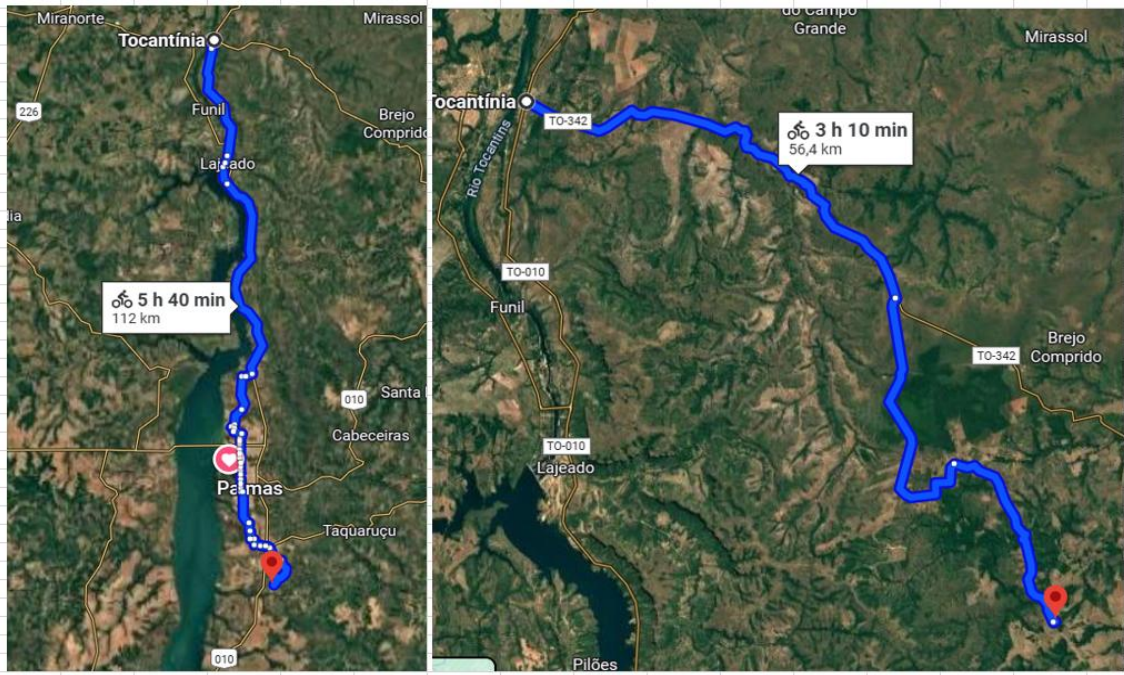 Miranorte
Mirassol
Tocantínia
226
Funil
Brejo
Comprido
Lajeado
5 h 40 min
112 km
010
Santa
Cabeceiras
Palmas
Taquaruçu
010
do Campo
Grande
Mirassol
Tocantínia
TO-342
3 h 10 min
56,4 km
Rio Tocantins
TO-010
Funil
Brejo
Comprido
TO-342
TO-010
Lajeado
Pilões